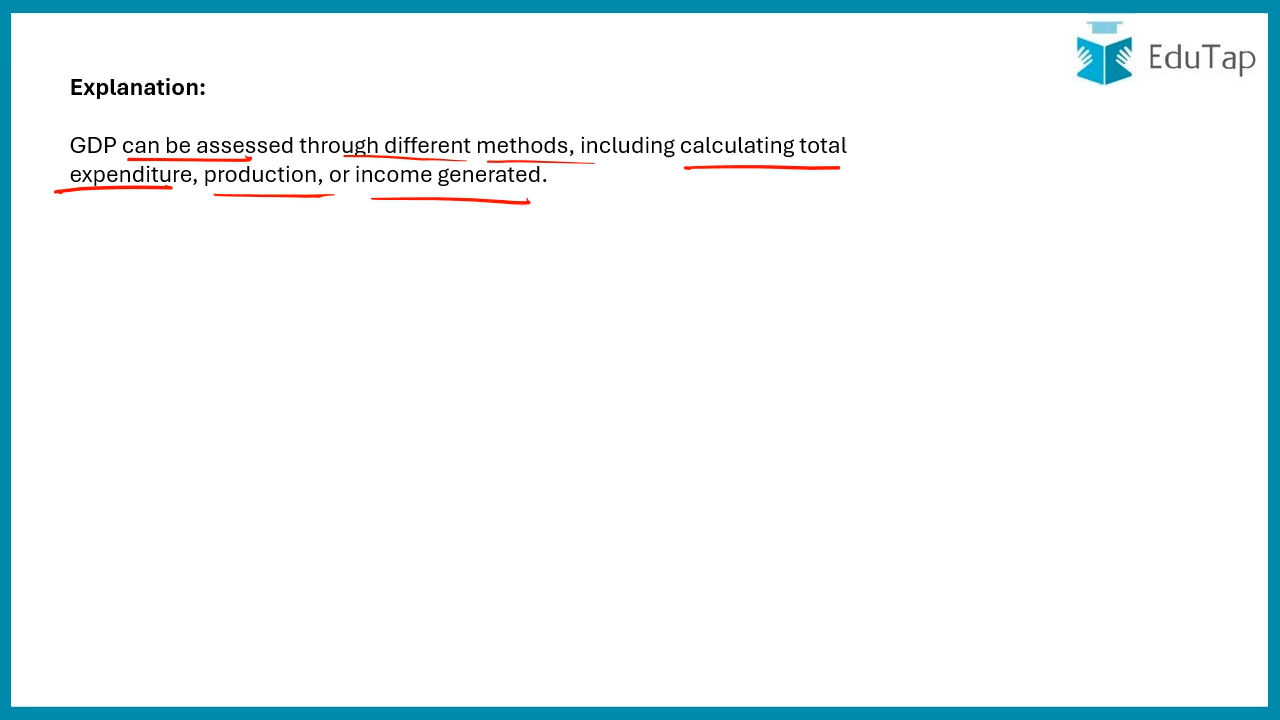 EduTap
Explanation:
GDP can be assessed through different methods, including calculating total
expenditure, production, or income generated.